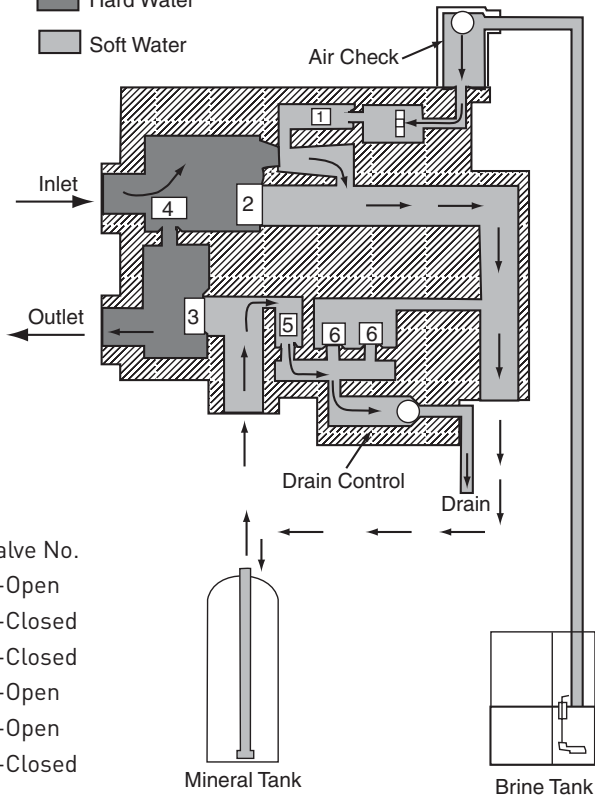 Hard Water
Soft Water
Air Check
1
Inlet
4
2
Outlet
3
5
6
6
Drain Control
Drain
alve No.
-Open
-Closed
-Closed
-Open
-Open
-Closed
Mineral Tank
Brine Tank